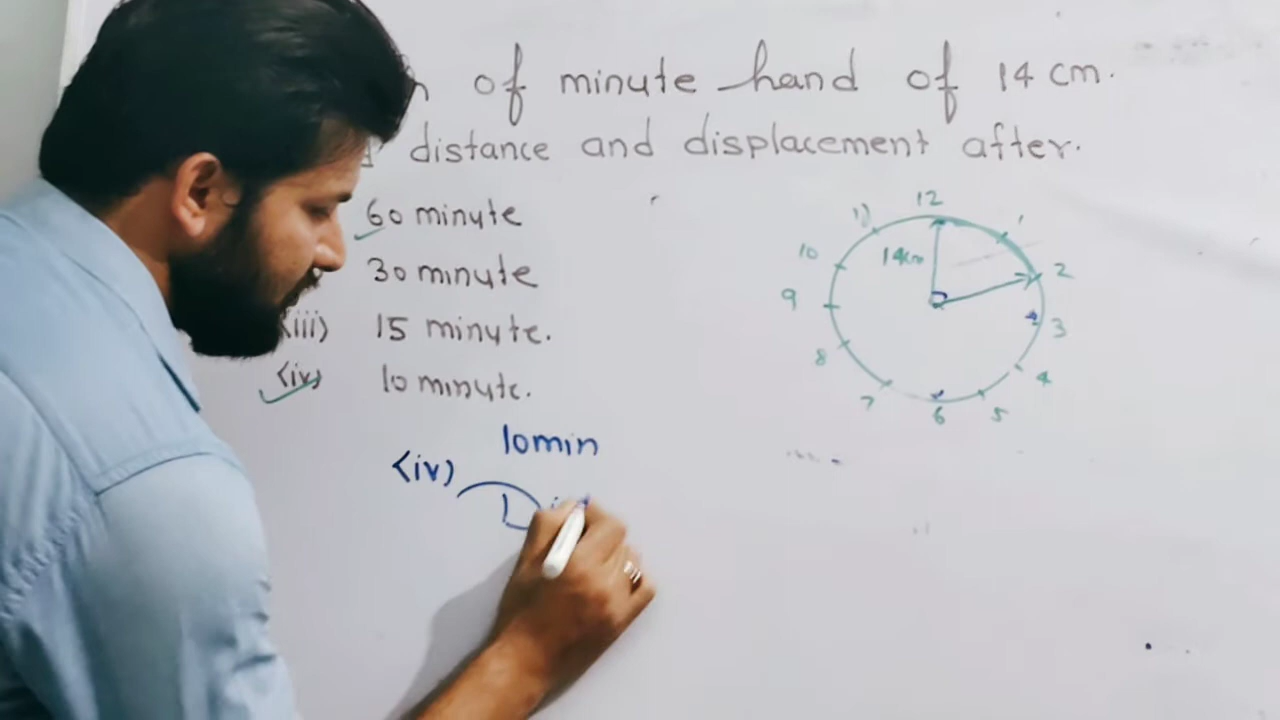 of minute hand of 14 cm.
distance and displacement after.
60 minute
30 minute
(iii) 15 minute.
(iv) 10 minute.
10min
(iv)
12
11
1
10
14cm
2
9
3
8
4
7
6
5